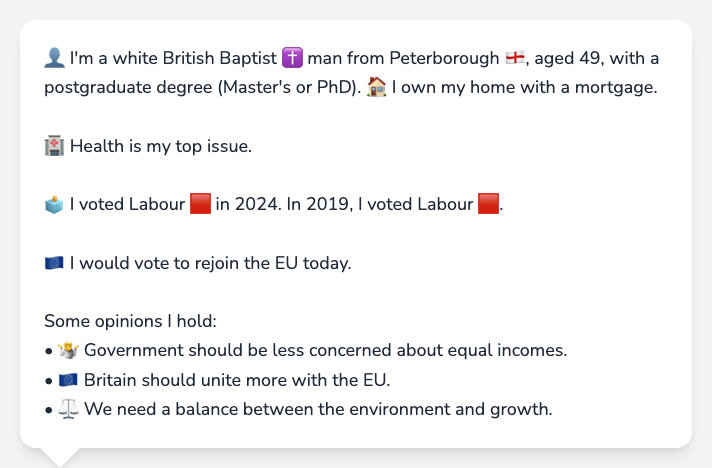 👤 I'm a white British Baptist ✝️ man from Peterborough 🏴󠁧󠁢󠁥󠁮󠁧󠁿, aged 49, with a
postgraduate degree (Master's or PhD). 🏠 I own my home with a mortgage.
🏥 Health is my top issue.
🗳️ I voted Labour 🟥 in 2024. In 2019, I voted Labour 🟥.
🇪🇺 I would vote to rejoin the EU today.
Some opinions I hold:
• 🤷 Government should be less concerned about equal incomes.
• 🇪🇺 Britain should unite more with the EU.
• ⚖️ We need a balance between the environment and growth.